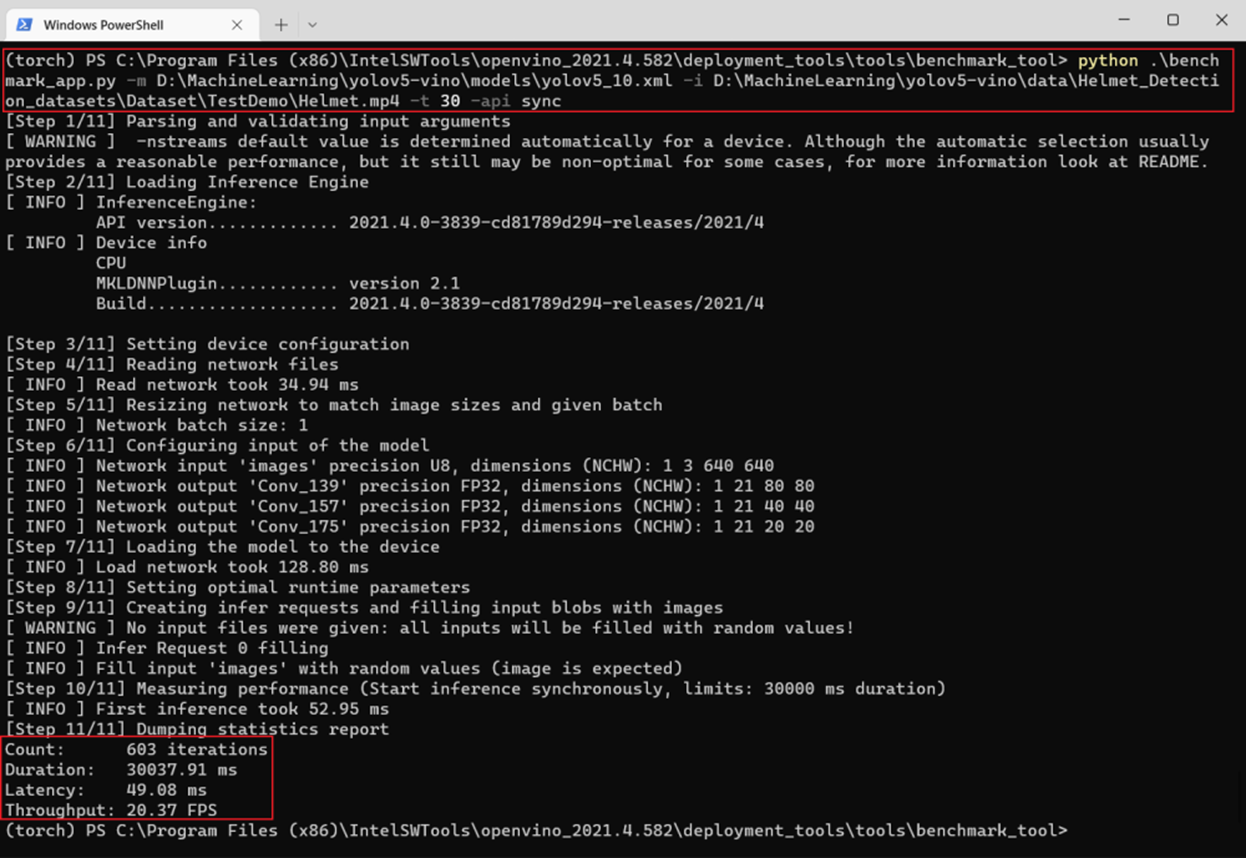 Windows PowerShell
(torch) PS C:\Program Files (x86)\IntelSWTools\openvino_2021.4.582\deployment_tools\tools\benchmark_tool> python .\bench
mark_app.py -m D:\MachineLearning\yolov5-vino\models\yolov5_10.xml -i D:\MachineLearning\yolov5-vino\data\Helmet_Detecti
on_datasets\Dataset\TestDemo\Helmet.mp4 -t 30 -api sync
[Step 1/11] Parsing and validating input arguments
[ WARNING ]  -nstreams default value is determined automatically for a device. Although the automatic selection usually
provides a reasonable performance, but it still may be non-optimal for some cases, for more information look at README.
[Step 2/11] Loading Inference Engine
[ INFO ] InferenceEngine:
         API version............. 2021.4.0-3839-cd81789d294-releases/2021/4
[ INFO ] Device info
         CPU
         MKLDNNPlugin............ version 2.1
         Build................... 2021.4.0-3839-cd81789d294-releases/2021/4
[Step 3/11] Setting device configuration
[Step 4/11] Reading network files
[ INFO ] Read network took 34.94 ms
[Step 5/11] Resizing network to match image sizes and given batch
[ INFO ] Network batch size: 1
[Step 6/11] Configuring input of the model
[ INFO ] Network input 'images' precision U8, dimensions (NCHW): 1 3 640 640
[ INFO ] Network output 'Conv_139' precision FP32, dimensions (NCHW): 1 21 80 80
[ INFO ] Network output 'Conv_157' precision FP32, dimensions (NCHW): 1 21 40 40
[ INFO ] Network output 'Conv_175' precision FP32, dimensions (NCHW): 1 21 20 20
[Step 7/11] Loading the model to the device
[ INFO ] Load network took 128.80 ms
[Step 8/11] Setting optimal runtime parameters
[Step 9/11] Creating infer requests and filling input blobs with images
[ WARNING ] No input files were given: all inputs will be filled with random values!
[ INFO ] Infer Request 0 filling
[ INFO ] Fill input 'images' with random values (image is expected)
[Step 10/11] Measuring performance (Start inference synchronously, limits: 30000 ms duration)
[ INFO ] First inference took 52.95 ms
[Step 11/11] Dumping statistics report
Count:      603 iterations
Duration:   30037.91 ms
Latency:    49.08 ms
Throughput: 20.37 FPS
(torch) PS C:\Program Files (x86)\IntelSWTools\openvino_2021.4.582\deployment_tools\tools\benchmark_tool>